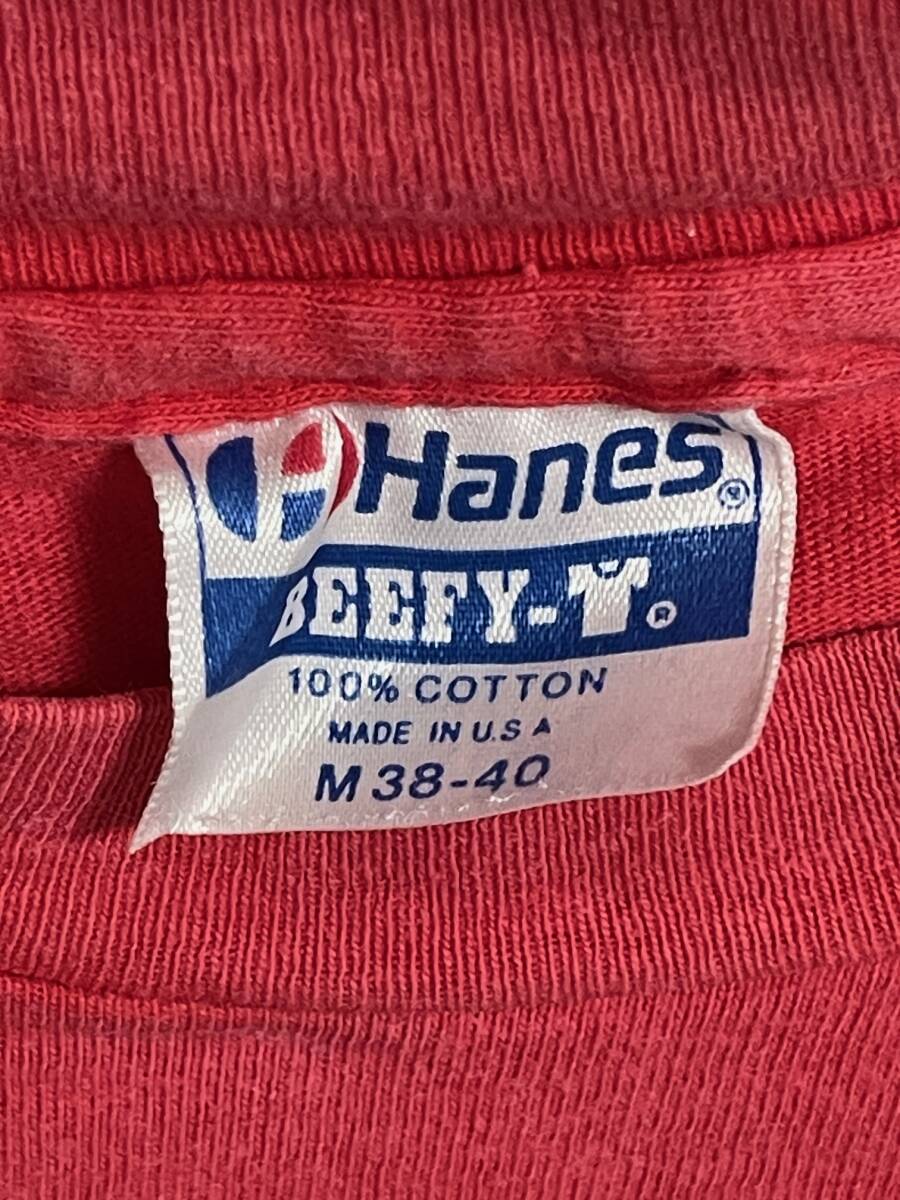 Hanes®
BEEFY-T®
100% COTTON
MADE IN U.S A
M 38-40